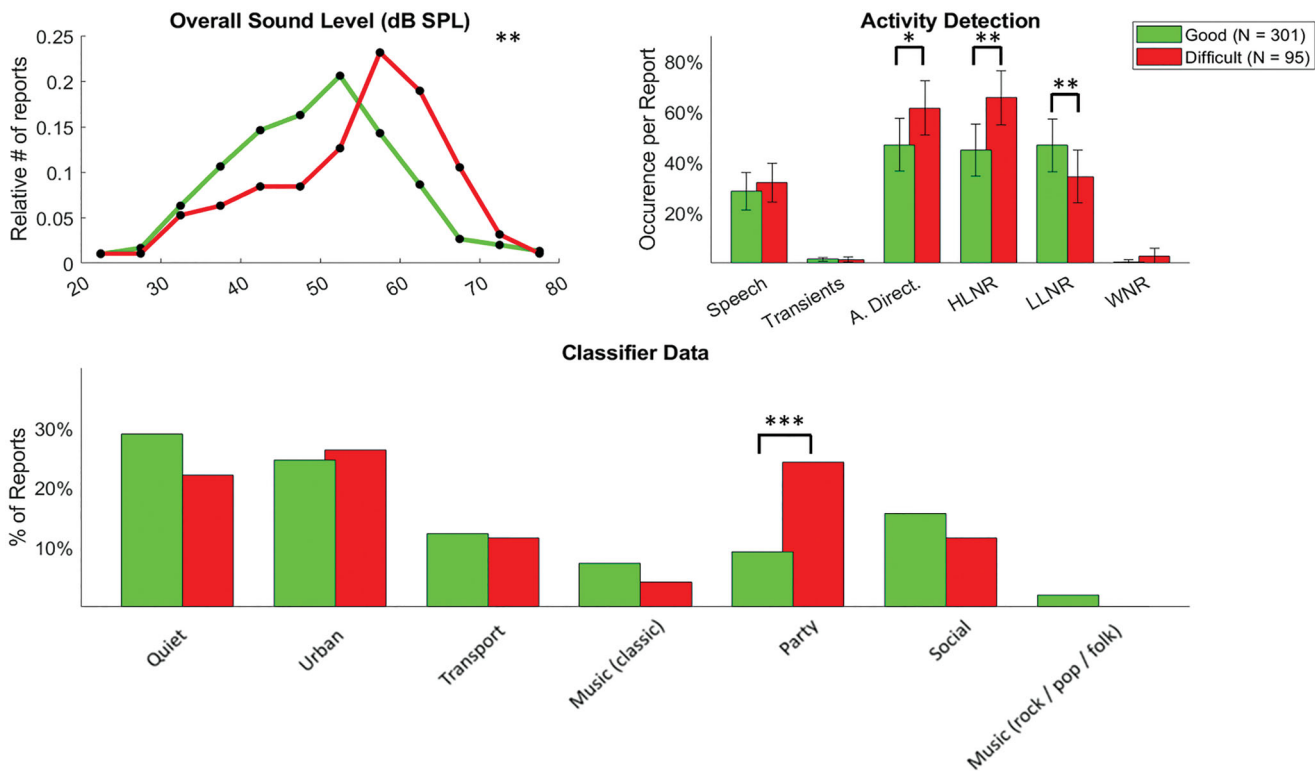 Overall Sound Level (dB SPL)
Relative # of reports
0.25
0.2
0.15
0.1
0.05
0
20
30
40
50
60
70
80
**
Activity Detection
Good (N = 301)
Difficult (N = 95)
Occurence per Report
80%
60%
40%
20%
*
**
**
Speech
Transients
A. Direct.
HLNR
LLNR
WNR
Classifier Data
% of Reports
30%
20%
10%
***
Quiet
Urban
Transport
Music (classic)
Party
Social
Music (rock / pop / folk)